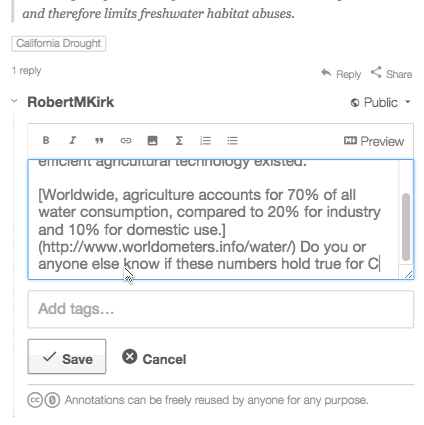 and therefore limits freshwater habitat abuses.
California Drought
1 reply
Reply Share
RobertMKirk Public
B I Σ Preview
efficient agricultural technology existed.
[Worldwide, agriculture accounts for 70% of all
water consumption, compared to 20% for industry
and 10% for domestic use.]
(http://www.worldometers.info/water/) Do you or
anyone else know if these numbers hold true for C
Add tags...
Save Cancel
Annotations can be freely reused by anyone for any purpose.